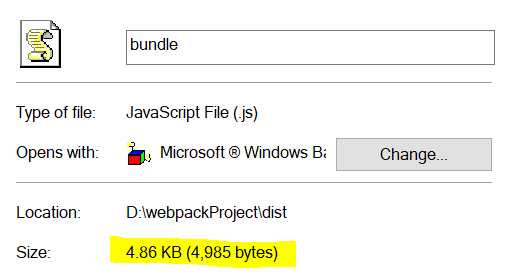 bundle
Type of file: JavaScript File (.js)
Opens with: Microsoft ® Windows Ba Change...
Location: D:\webpackProject\dist
Size: 4.86 KB (4,985 bytes)